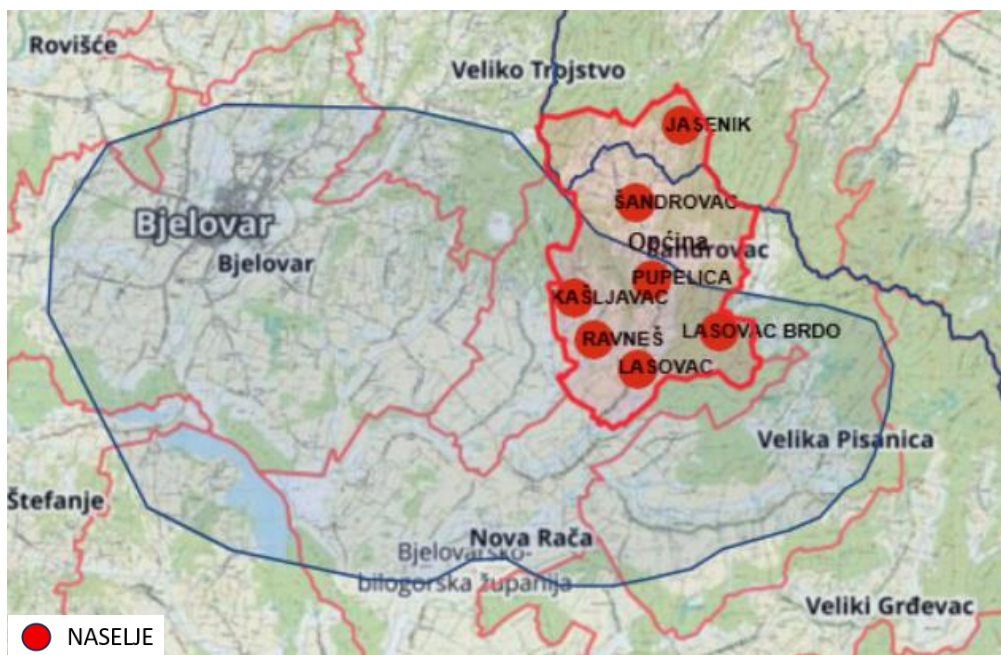 Rovišće
Veliko Trojstvo
JASENIK
ŠANDROVAC
Bjelovar
Općina
Šandrovac
Bjelovar
PUPELICA
KAŠLJAVAC
RAVNEŠ
LASOVAC BRDO
LASOVAC
Velika Pisanica
Štefanje
Nova Rača
Bjelovarsko-
bilogorska županija
Veliki Grđevac
NASELJE